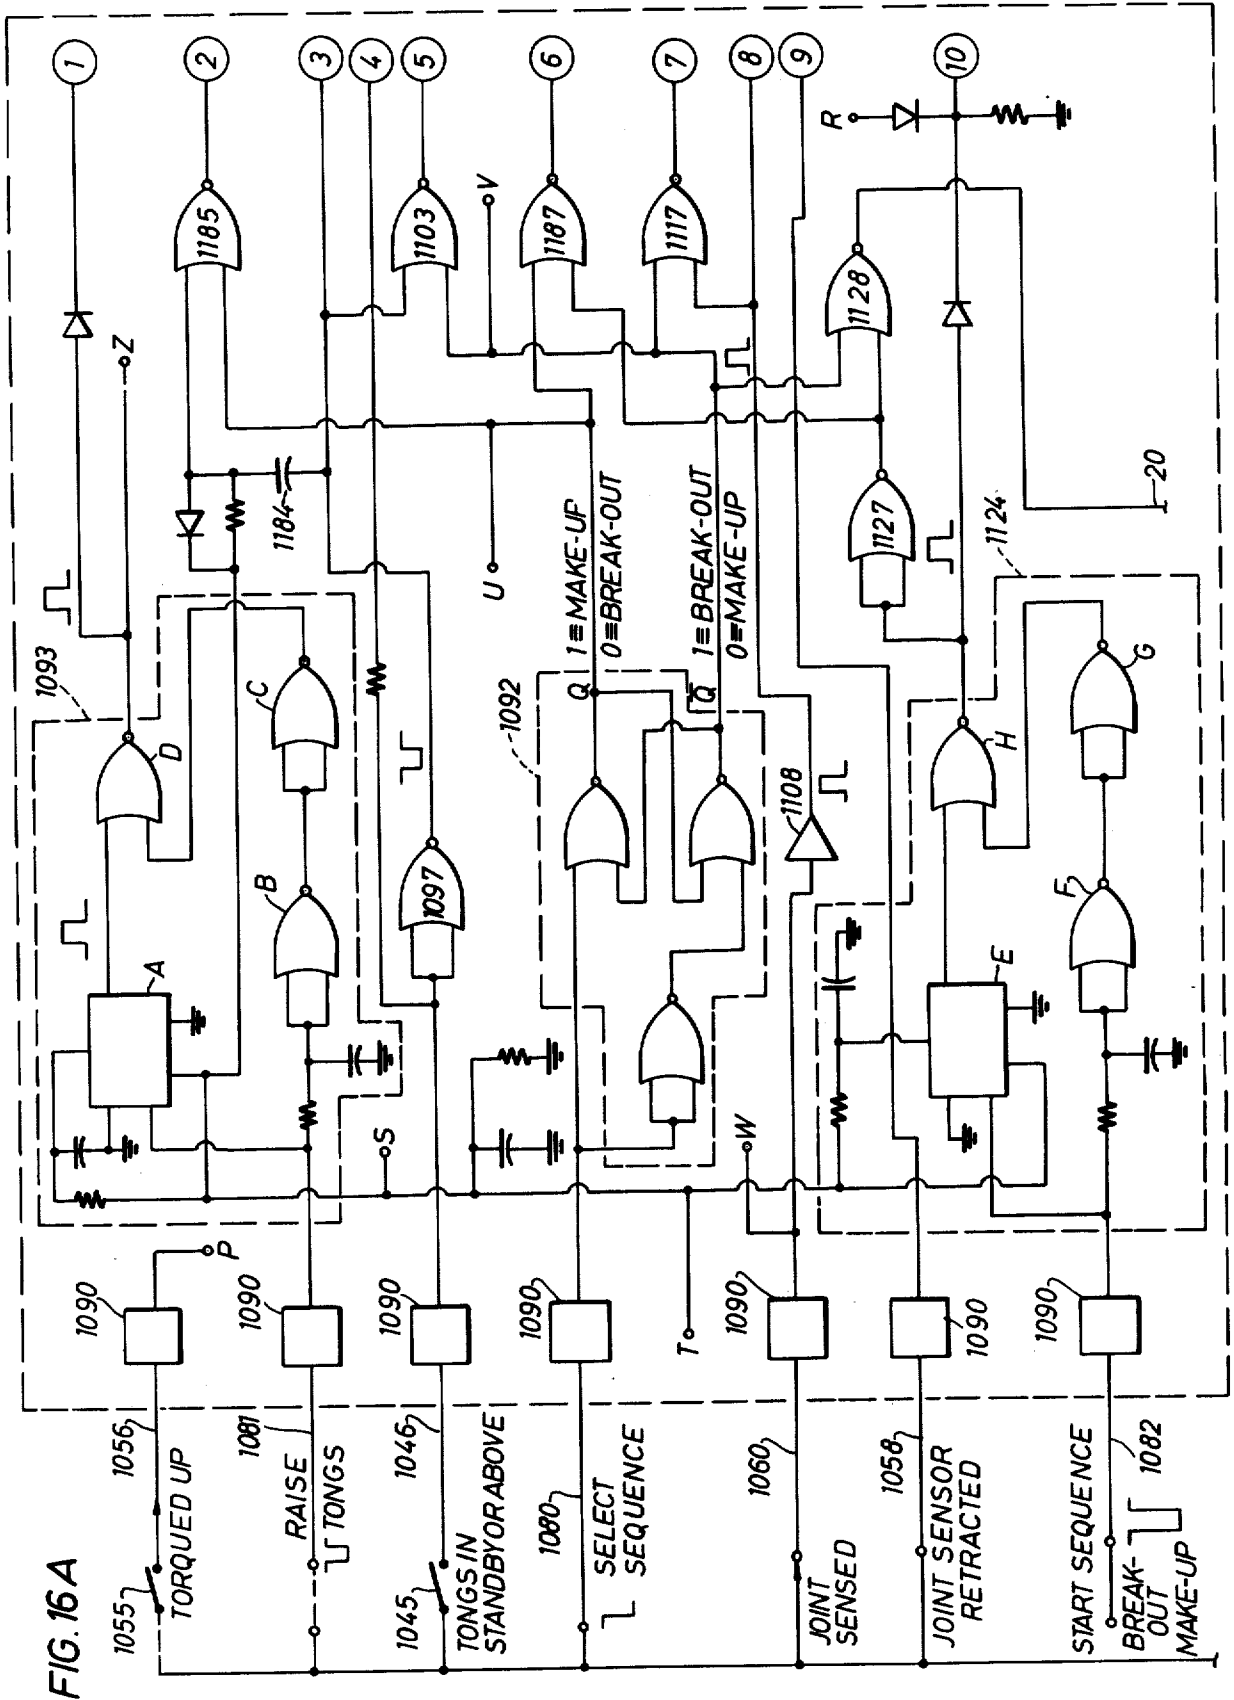 FIG. 16A
1055
TORQUED UP
1056
1090
P
RAISE
TONGS
1081
1090
1045
TONGS IN
STANDBY OR ABOVE
1046
1090
S
1080
SELECT
SEQUENCE
1090
T
JOINT
SENSED
1060
1090
W
JOINT SENSOR
RETRACTED
1058
1090
START SEQUENCE
BREAK-
OUT
MAKE-UP
1082
1090
1093
A
B
C
D
Z
1097
1092
Q
Q
1≡MAKE-UP
0≡BREAK-OUT
1≡BREAK-OUT
0≡MAKE-UP
1108
E
F
G
H
1124
1127
1128
20
1184
1185
1103
1187
1117
U
V
R
1
2
3
4
5
6
7
8
9
10